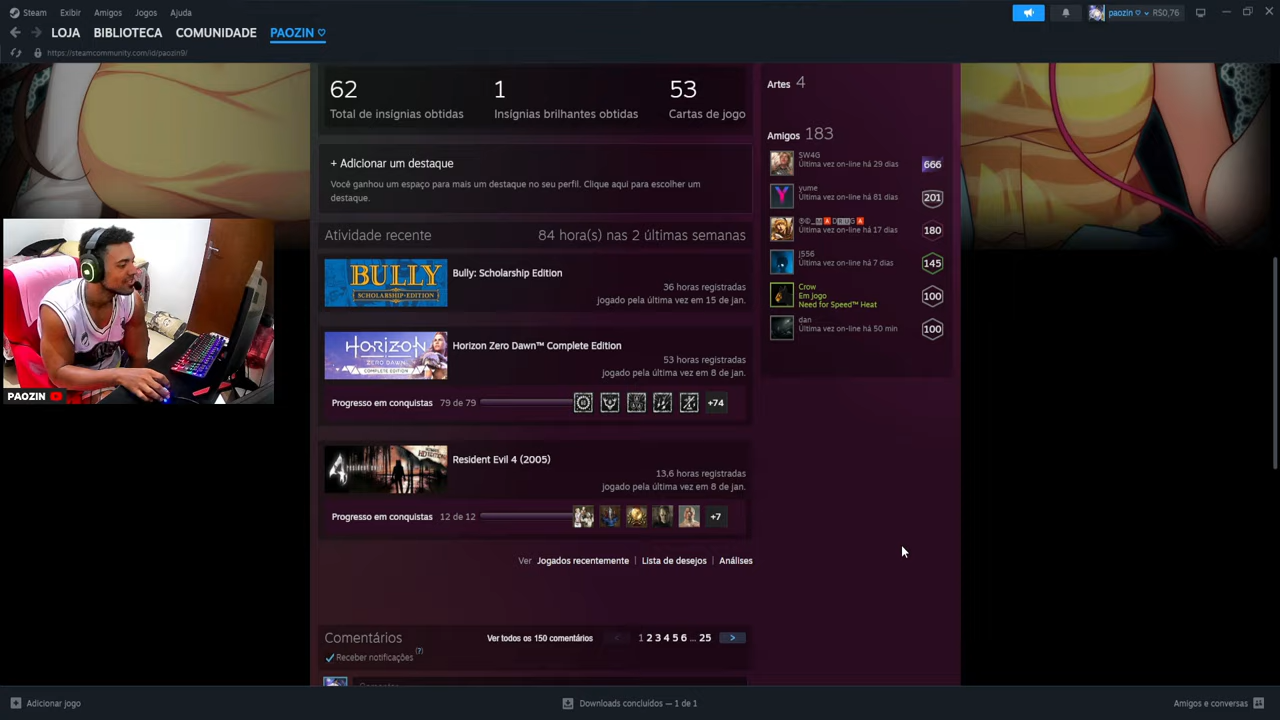 Steam Exibir Amigos Jogos Ajuda
paozin ♡ R$0,76
LOJA BIBLIOTECA COMUNIDADE PAOZIN ♡
https://steamcommunity.com/id/paozin9/
62 1 53
Total de insígnias obtidas Insígnias brilhantes obtidas Cartas de jogo
+ Adicionar um destaque
Você ganhou um espaço para mais um destaque no seu perfil. Clique aqui para escolher um
destaque.
Atividade recente 84 hora(s) nas 2 últimas semanas
BULLY
SCHOLARSHIP EDITION
Bully: Scholarship Edition
36 horas registradas
jogado pela última vez em 15 de jan.
HORIZON
ZERO DAWN
COMPLETE EDITION
Horizon Zero Dawn™ Complete Edition
53 horas registradas
jogado pela última vez em 8 de jan.
Progresso em conquistas 79 de 79 +74
4
HD EDITION
Resident Evil 4 (2005)
13.6 horas registradas
jogado pela última vez em 8 de jan.
Progresso em conquistas 12 de 12 +7
Ver Jogados recentemente | Lista de desejos | Análises
Comentários Ver todos os 150 comentários < 1 2 3 4 5 6 ... 25 >
Receber notificações (?)
Artes 4
Amigos 183
SW4G
Última vez on-line há 29 dias 666
yume
Última vez on-line há 81 dias 201
Última vez on-line há 17 dias 180
j556
Última vez on-line há 7 dias 145
Crow
Em jogo 100
Need for Speed™ Heat
dan
Última vez on-line há 50 min 100
PAOZIN
Adicionar jogo Downloads concluídos — 1 de 1 Amigos e conversas